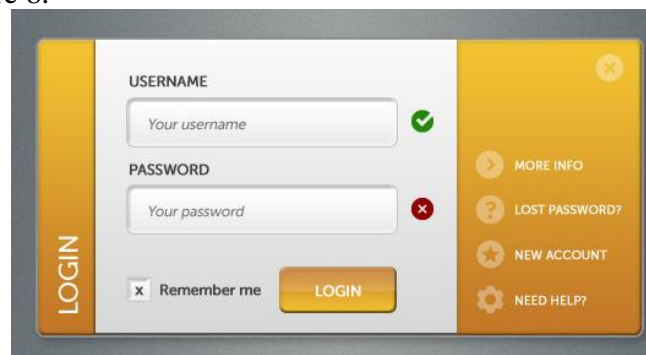 USERNAME
Your username
PASSWORD
Your password
x Remember me
LOGIN
LOGIN
MORE INFO
LOST PASSWORD?
NEW ACCOUNT
NEED HELP?